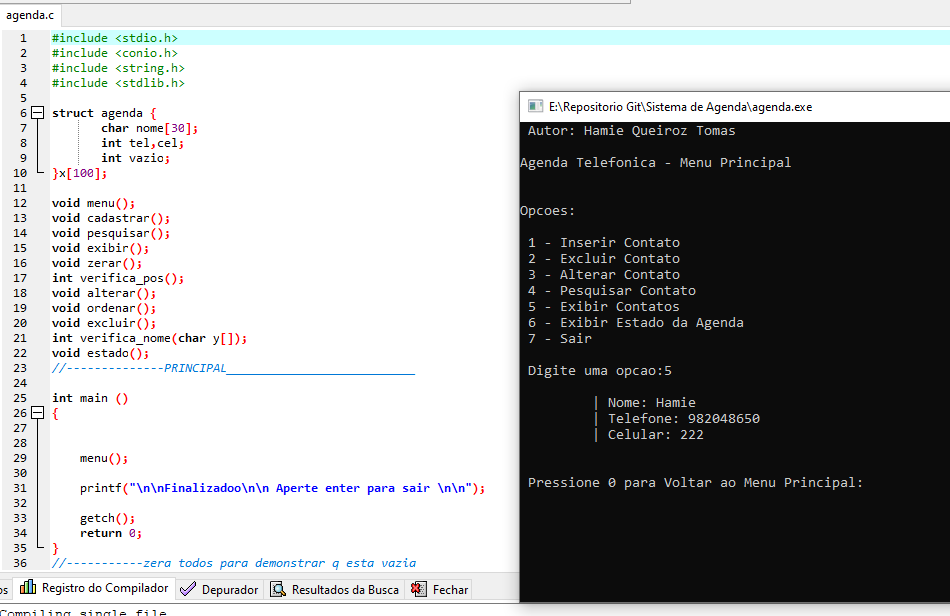 agenda.c
1 #include <stdio.h>
2 #include <conio.h>
3 #include <string.h>
4 #include <stdlib.h>
5
6 struct agenda {
7 char nome[30];
8 int tel,cel;
9 int vazio;
10 }x[100];
11
12 void menu();
13 void cadastrar();
14 void pesquisar();
15 void exibir();
16 void zerar();
17 int verifica_pos();
18 void alterar();
19 void ordenar();
20 void excluir();
21 int verifica_nome(char y[]);
22 void estado();
23 //--------------PRINCIPAL___________________________
24
25 int main ()
26 {
27
28
29 menu();
30
31 printf("\n\nFinalizadoo\n\n Aperte enter para sair \n\n");
32
33 getch();
34 return 0;
35 }
36 //-----------zera todos para demonstrar q esta vazia
E:\Repositorio Git\Sistema de Agenda\agenda.exe
Autor: Hamie Queiroz Tomas
Agenda Telefonica - Menu Principal
Opcoes:
1 - Inserir Contato
2 - Excluir Contato
3 - Alterar Contato
4 - Pesquisar Contato
5 - Exibir Contatos
6 - Exibir Estado da Agenda
7 - Sair
Digite uma opcao:5
| Nome: Hamie
| Telefone: 982048650
| Celular: 222
Pressione 0 para Voltar ao Menu Principal:
os Registro do Compilador Depurador Resultados da Busca Fechar
Compiling single file